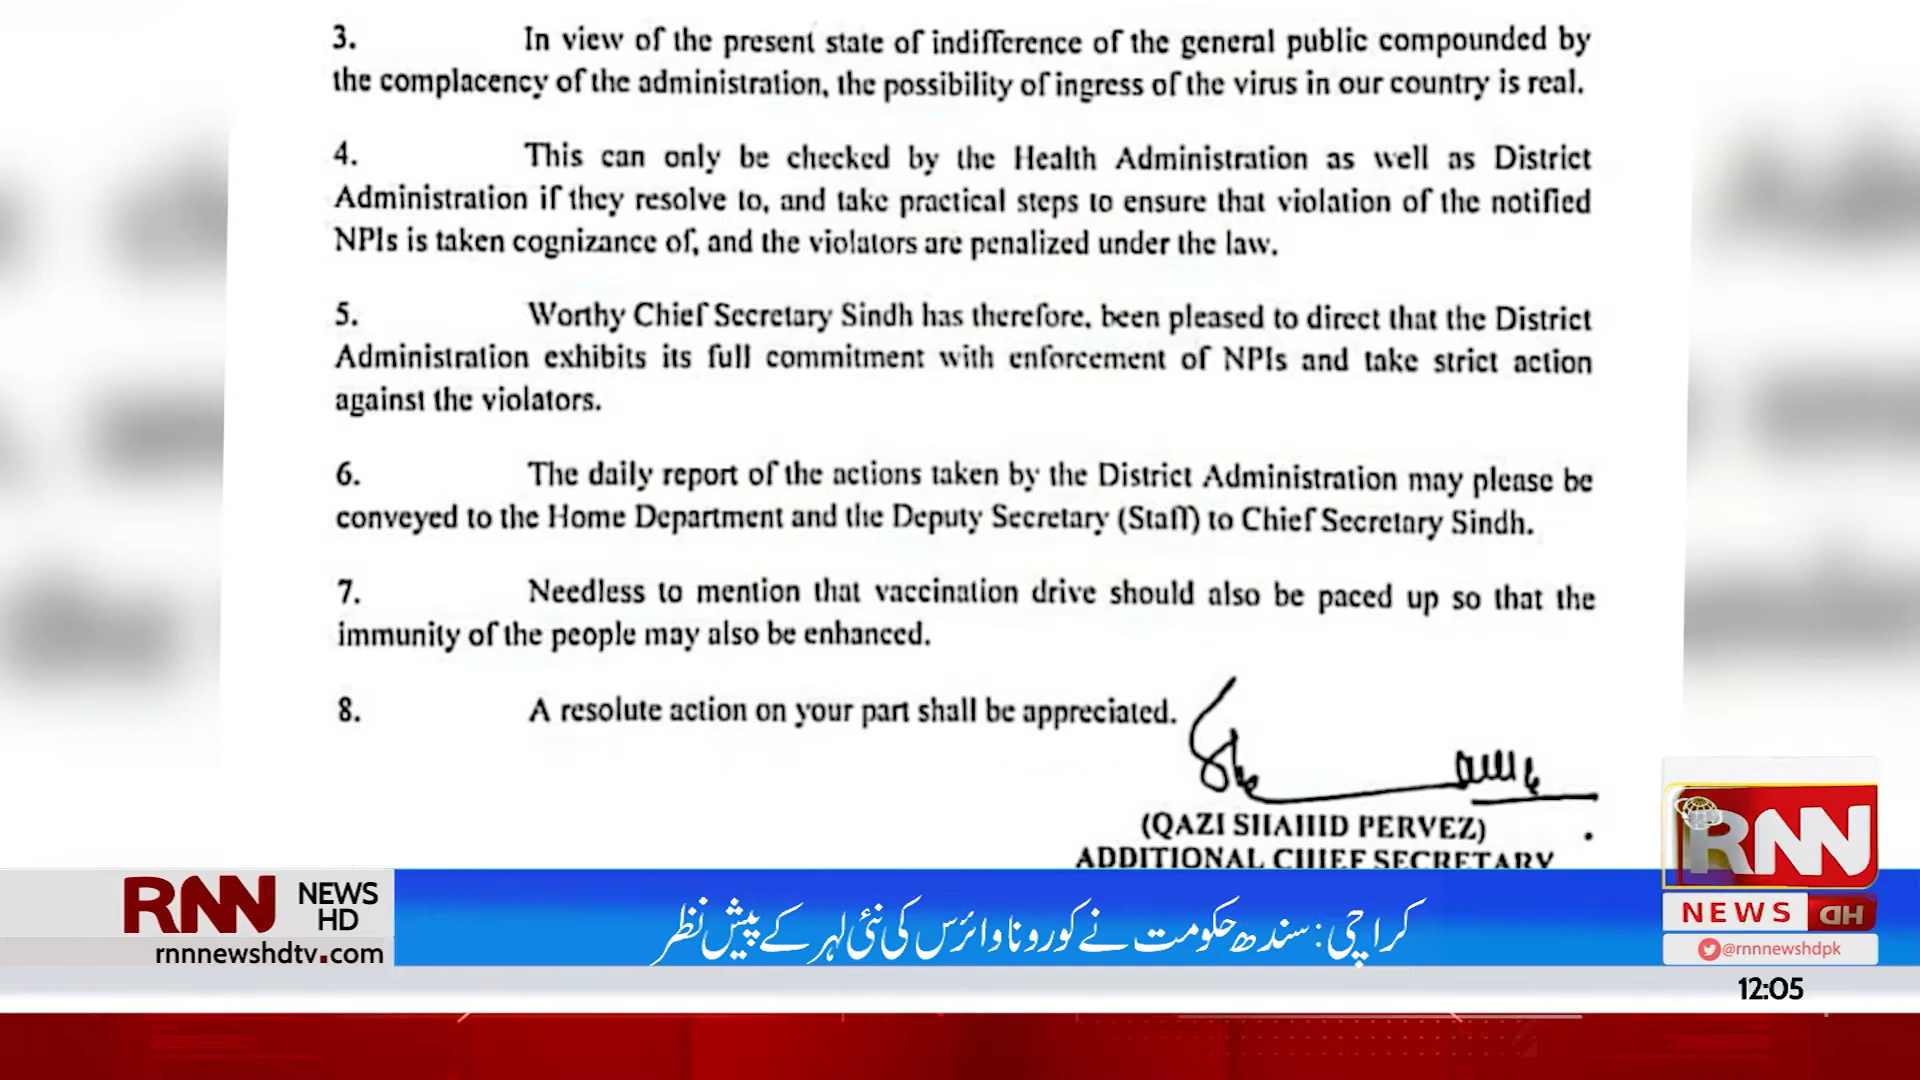 3. In view of the present state of indifference of the general public compounded by
the complacency of the administration, the possibility of ingress of the virus in our country is real.
4. This can only be checked by the Health Administration as well as District
Administration if they resolve to, and take practical steps to ensure that violation of the notified
NPIs is taken cognizance of, and the violators are penalized under the law.
5. Worthy Chief Secretary Sindh has therefore, been pleased to direct that the District
Administration exhibits its full commitment with enforcement of NPIs and take strict action
against the violators.
6. The daily report of the actions taken by the District Administration may please be
conveyed to the Home Department and the Deputy Secretary (Staff) to Chief Secretary Sindh.
7. Needless to mention that vaccination drive should also be paced up so that the
immunity of the people may also be enhanced.
8. A resolute action on your part shall be appreciated.
(QAZI SHAHID PERVEZ)
ADDITIONAL CHIEF SECRETARY
RNN NEWS HD
rnnnewshdtv.com
کراچی: سندھ حکومت نے کورونا وائرس کی نئی لہر کے پیش نظر
RNN
NEWS HD
@rnnnewshdpk
12:05